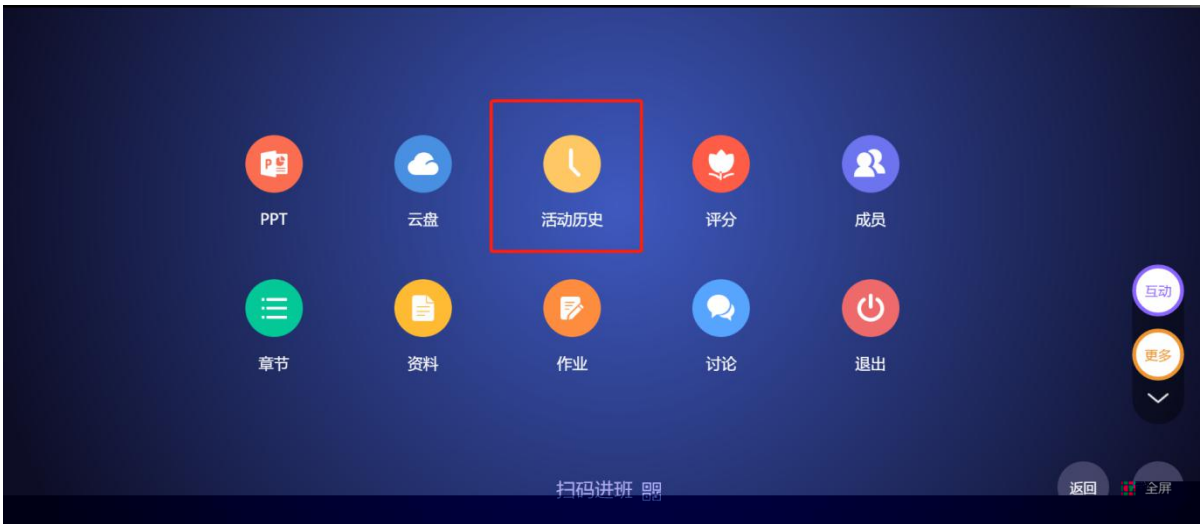 PPT 云盘 活动历史 评分 成员
互动
章节 资料 作业 讨论 退出
更多
扫码进班
返回 全屏